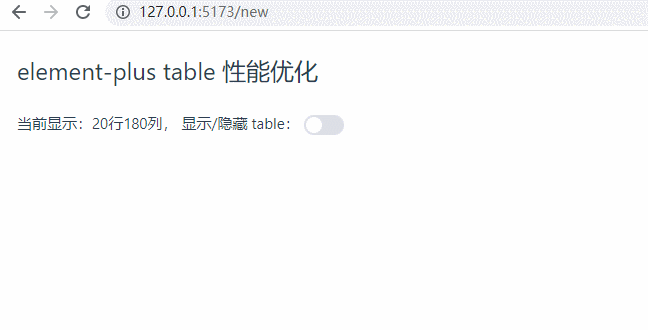 127.0.0.1:5173/new
element-plus table 性能优化
当前显示：20行180列， 显示/隐藏 table：